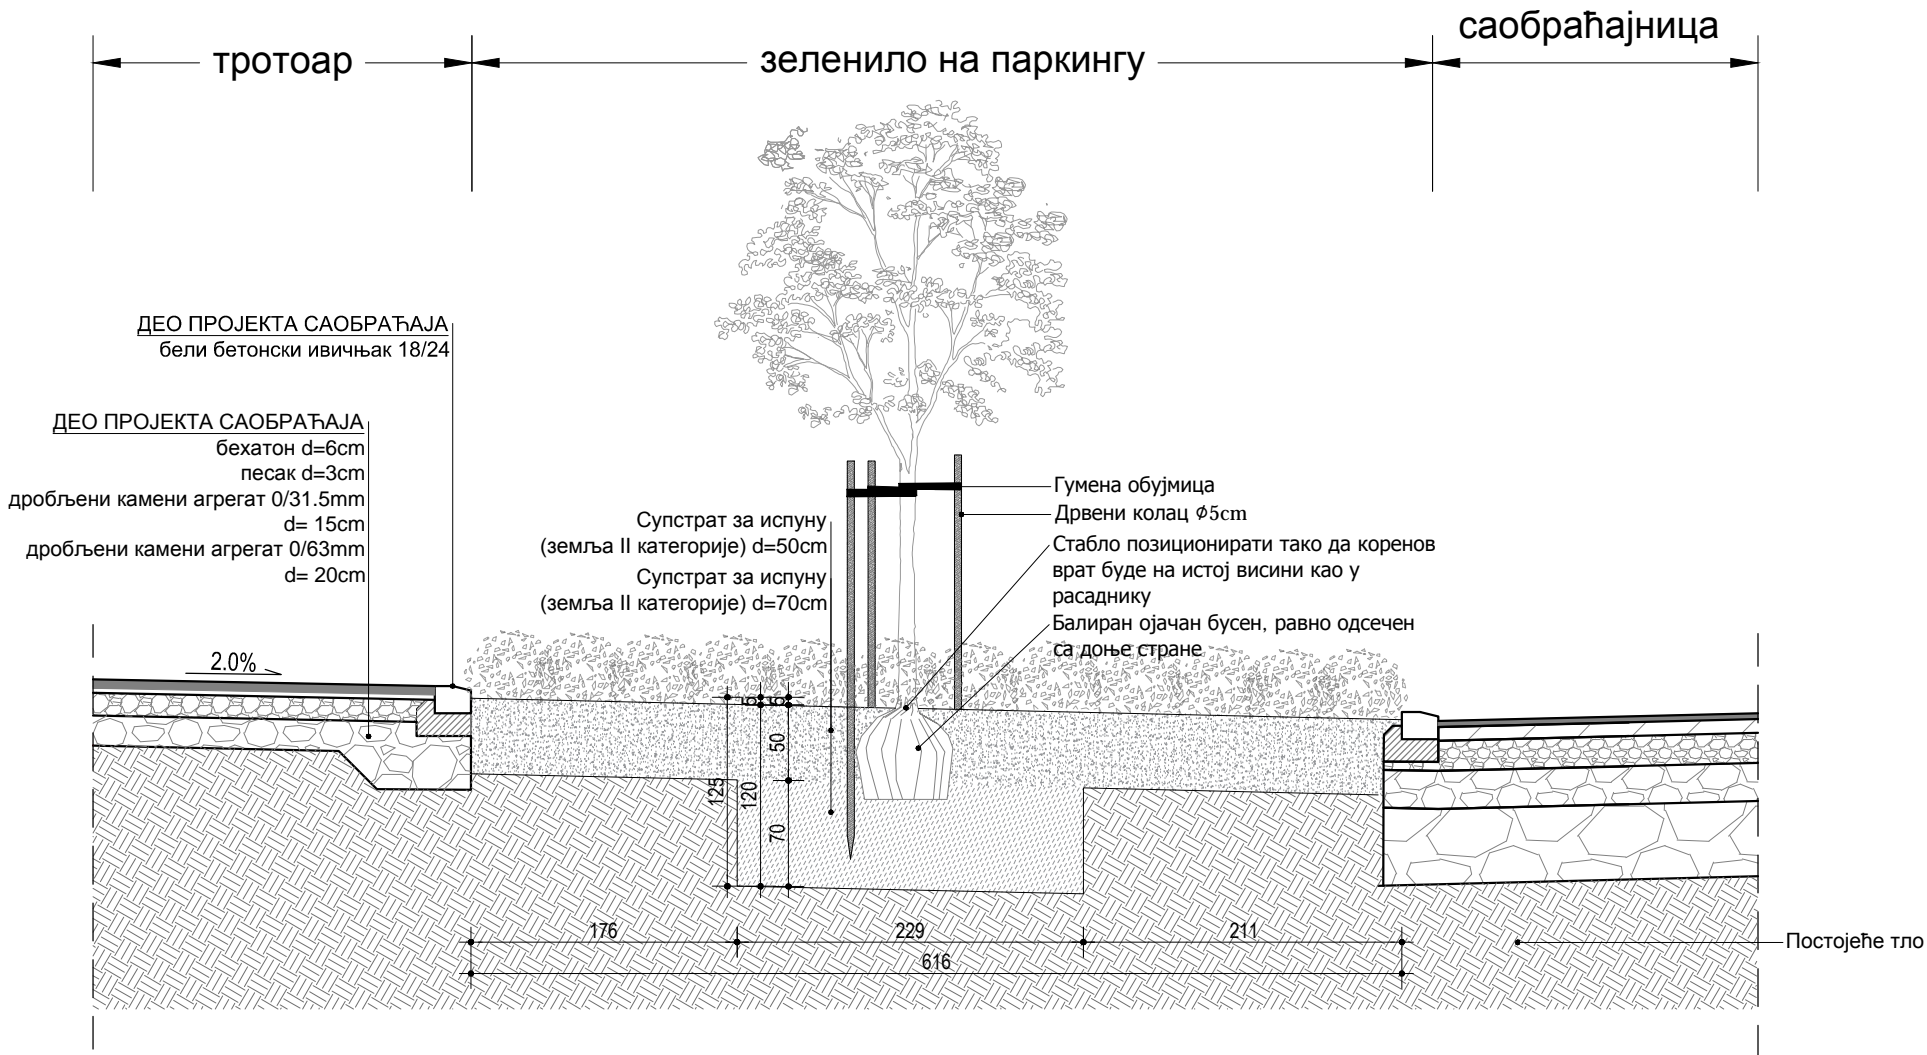 тротоар
зеленило на паркингу
саобраћајница
ДЕО ПРОЈЕКТА САОБРАЋАЈА
бели бетонски ивичњак 18/24
ДЕО ПРОЈЕКТА САОБРАЋАЈА
бехатон d=6cm
песак d=3cm
дробљени камени агрегат 0/31.5mm
d= 15cm
дробљени камени агрегат 0/63mm
d= 20cm
2.0%
Супстрат за испуну
(земља II категорије) d=50cm
Супстрат за испуну
(земља II категорије) d=70cm
Гумена обујмица
Дрвени колац ϕ5cm
Стабло позиционирати тако да коренов
врат буде на истој висини као у
расаднику
Балиран ојачан бусен, равно одсечен
са доње стране
5
5
50
125
120
70
176
229
211
616
Постојеће тло